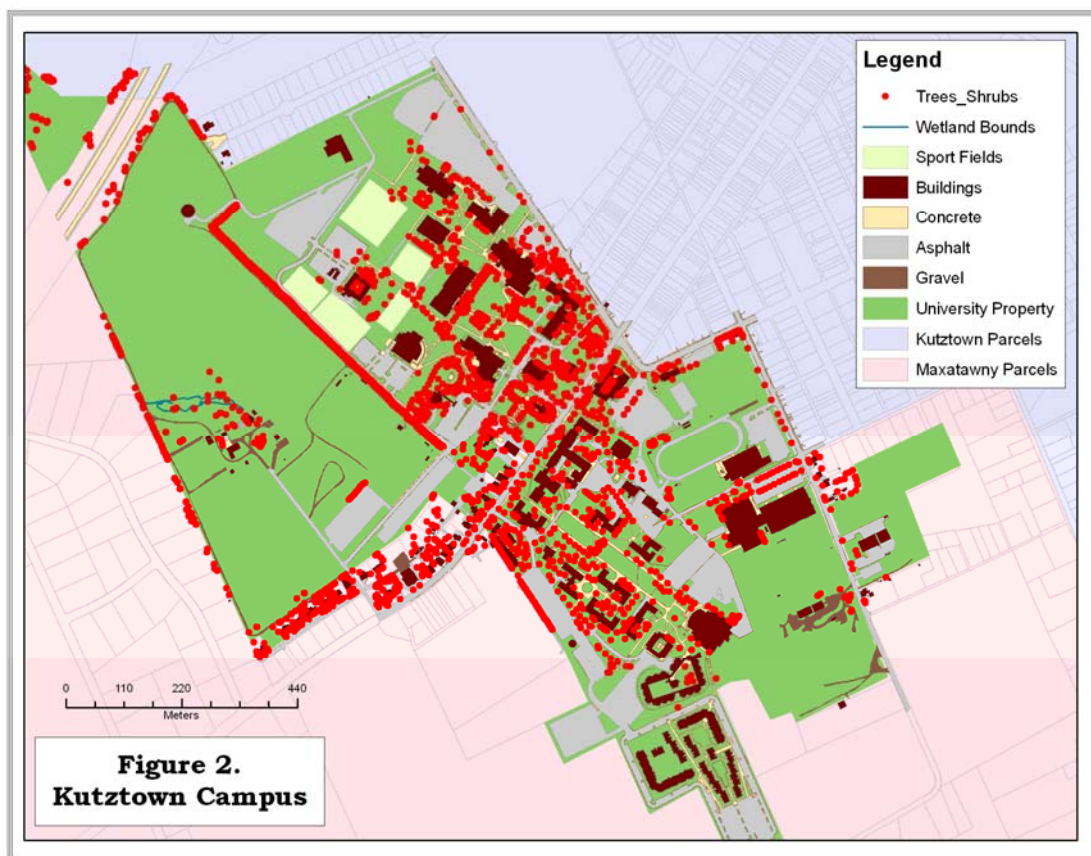 Legend
Trees_Shrubs
Wetland Bounds
Sport Fields
Buildings
Concrete
Asphalt
Gravel
University Property
Kutztown Parcels
Maxatawny Parcels
0 110 220 440
Meters
Figure 2.
Kutztown Campus